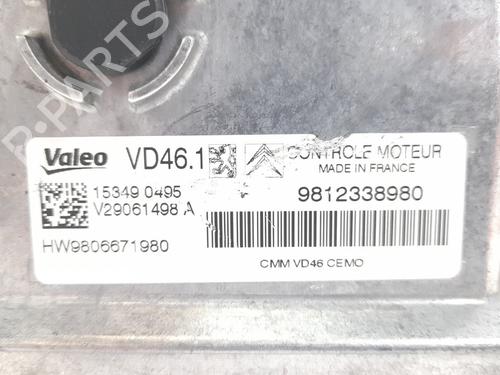 Valeo VD46.1 CONTROLE MOTEUR
MADE IN FRANCE
15349 0495
V29061498 A
9812338980
HW9806671980
CMM VD46 CEMO
B-PARTS